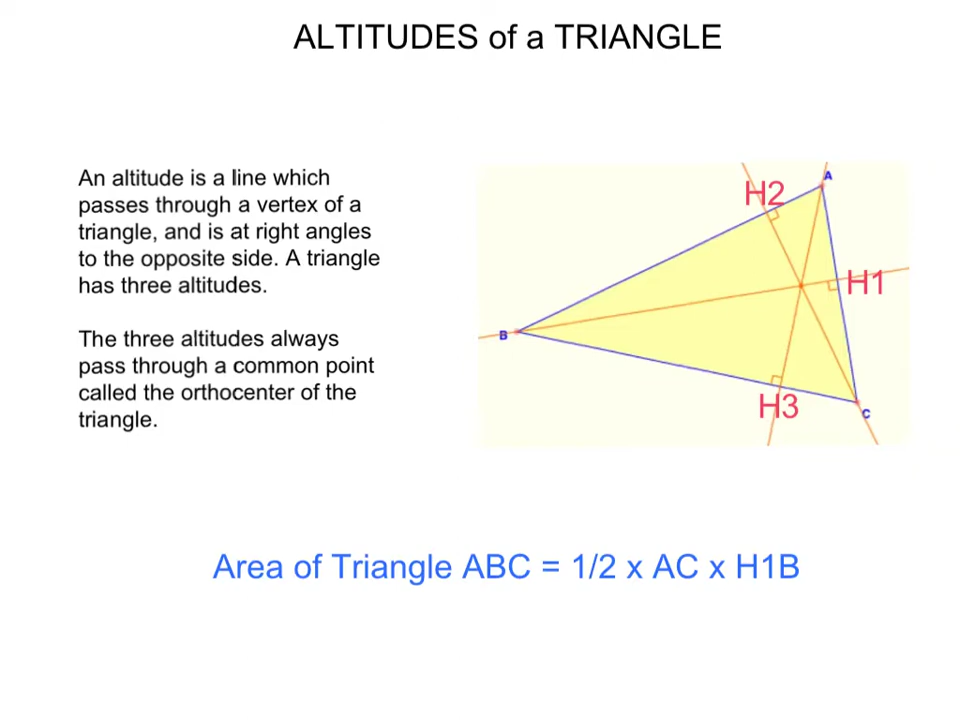 ALTITUDES of a TRIANGLE
An altitude is a line which
passes through a vertex of a
triangle, and is at right angles
to the opposite side. A triangle
has three altitudes.
The three altitudes always
pass through a common point
called the orthocenter of the
triangle.
A
H2
H1
B
H3
C
Area of Triangle ABC = 1/2 x AC x H1B